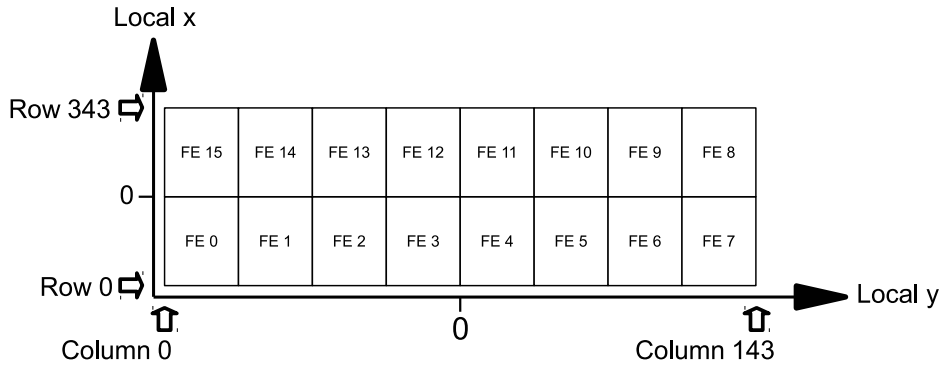 Local x
Row 343
FE 15 FE 14 FE 13 FE 12 FE 11 FE 10 FE 9 FE 8
0
FE 0 FE 1 FE 2 FE 3 FE 4 FE 5 FE 6 FE 7
Row 0
Local y
0
Column 0 Column 143